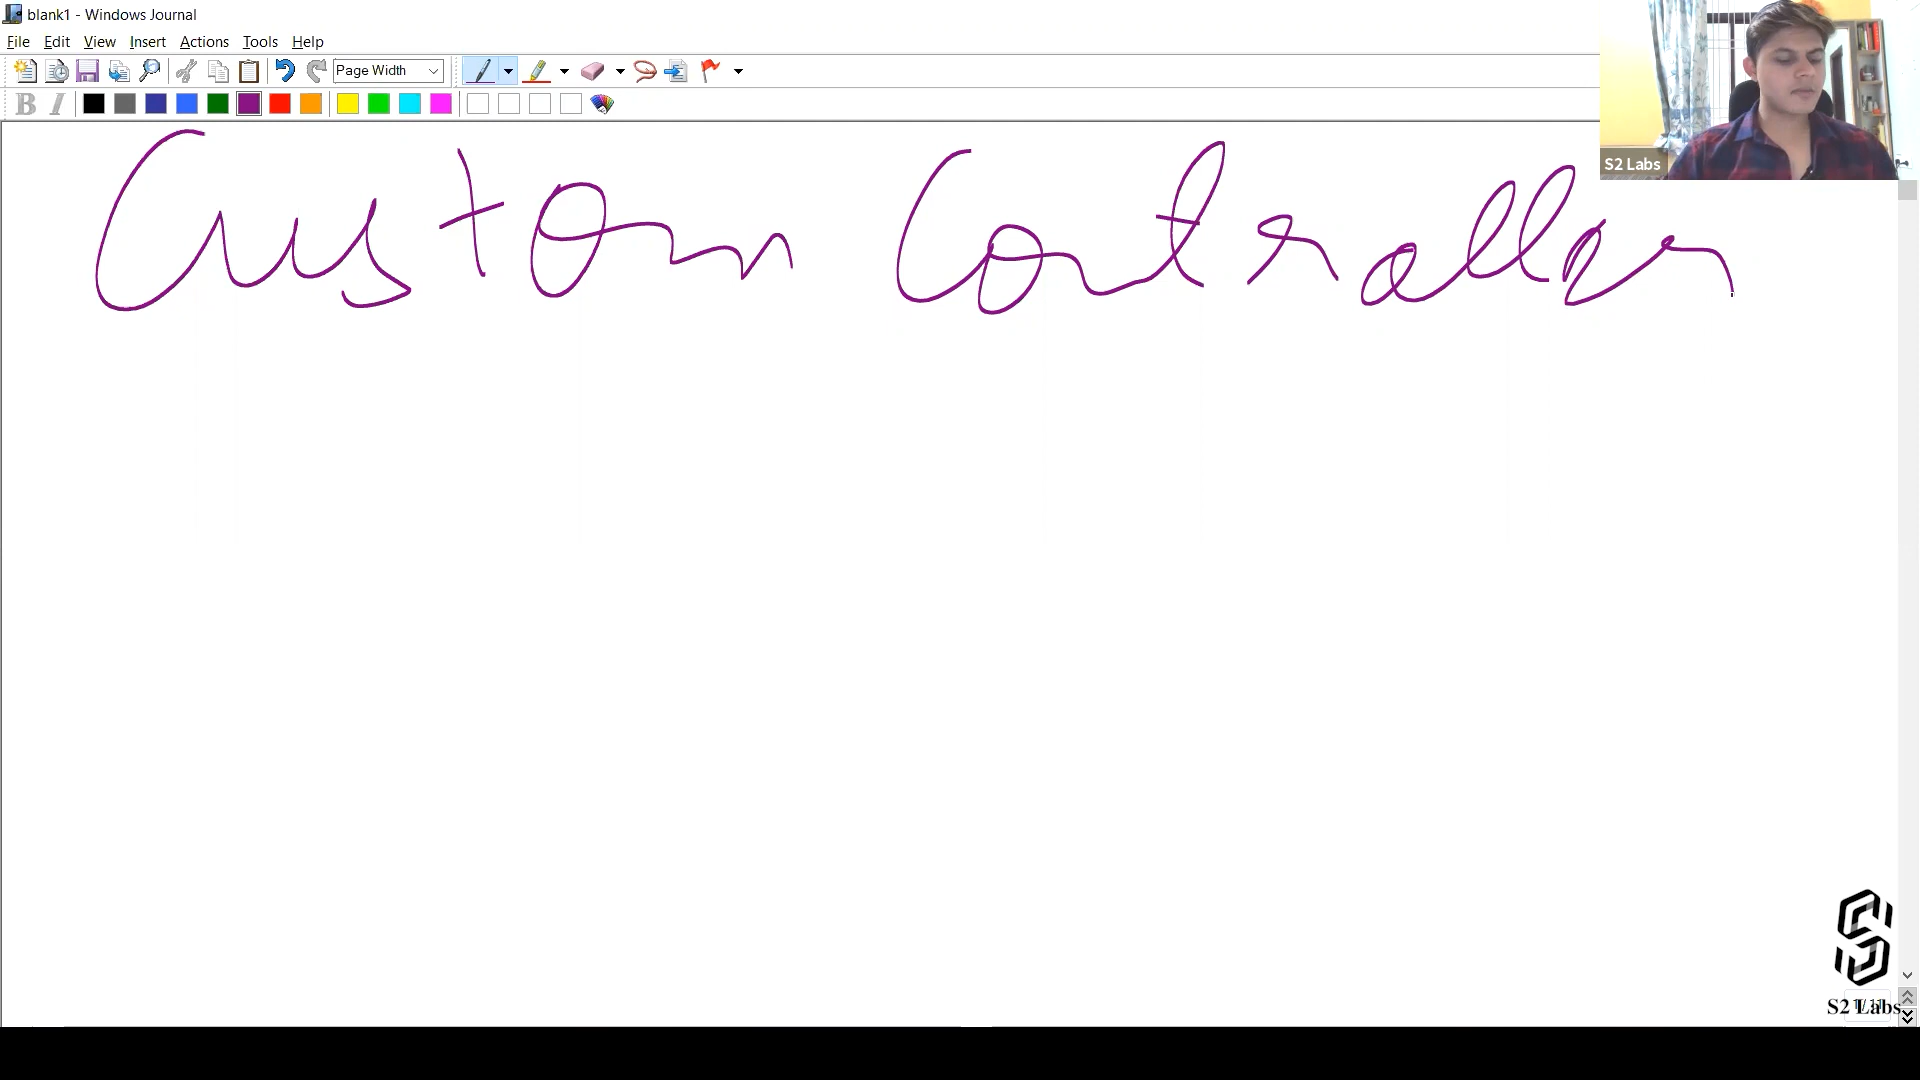 blank1 - Windows Journal
File Edit View Insert Actions Tools Help
Page Width
B I
S2 Labs
Custom Controller
S2 Labs